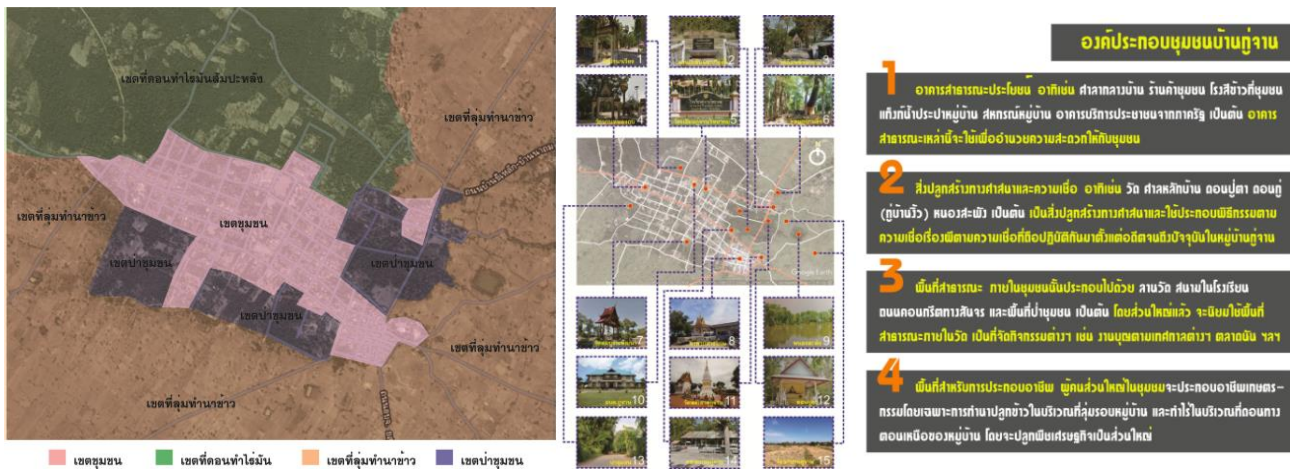 เขตที่ดอนทำไร่มันสำปะหลัง
เขตที่ลุ่มทำนาข้าว
เขตที่ลุ่มทำนาข้าว
เขตชุมชน
เขตป่าชุมชน
เขตป่าชุมชน
เขตป่าชุมชน
เขตที่ลุ่มทำนาข้าว
เขตที่ลุ่มทำนาข้าว
เขตชุมชน
เขตที่ดอนทำไร่มัน
เขตที่ลุ่มทำนาข้าว
เขตป่าชุมชน
1
2
3
4
5
6
Google Earth
7
8
9
10
11
12
13
14
15
องค์ประกอบชุมชนบ้านกู่จาน
1
อาคารสาธารณะประโยชน์ อาทิเช่น ศาลากลางบ้าน ร้านค้าชุมชน โรงสีข้าวที่ชุมชน
แท็งก์น้ำประปาหมู่บ้าน สหกรณ์หมู่บ้าน อาคารบริการประชาชนจากภาครัฐ เป็นต้น อาคาร
สาธารณะเหล่านี้จะใช้เพื่ออำนวยความสะดวกให้กับชุมชน
2
สิ่งปลูกสร้างทางศาสนาและความเชื่อ อาทิเช่น วัด ศาลหลักบ้าน ดอนปู่ตา ดอนกู่
(กู่บ้านงิ้ว) หนองสะพัง เป็นต้น เป็นสิ่งปลูกสร้างทางศาสนาและใช้ประกอบพิธีกรรมตาม
ความเชื่อเรื่องผีตามความเชื่อที่ถือปฏิบัติกันมาตั้งแต่อดีตจนถึงปัจจุบันในหมู่บ้านกู่จาน
3
พื้นที่สาธารณะ ภายในชุมชนนั้นประกอบไปด้วย ลานวัด สนามในโรงเรียน
ถนนคอนกรีตทางสัญจร และพื้นที่ป่าชุมชน เป็นต้น โดยส่วนใหญ่แล้ว จะนิยมใช้พื้นที่
สาธารณะภายในวัด เป็นที่จัดกิจกรรมต่างๆ เช่น งานบุญตามเทศกาลต่างๆ ตลาดนัด ฯลฯ
4
พื้นที่สำหรับการประกอบอาชีพ ผู้คนส่วนใหญ่ในชุมชนจะประกอบอาชีพเกษตร-
กรรมโดยเฉพาะการทำนาปลูกข้าวในบริเวณที่ลุ่มรอบหมู่บ้าน และทำไร่ในบริเวณที่ดอนทาง
ตอนเหนือของหมู่บ้าน โดยจะปลูกพืชเศรษฐกิจเป็นส่วนใหญ่